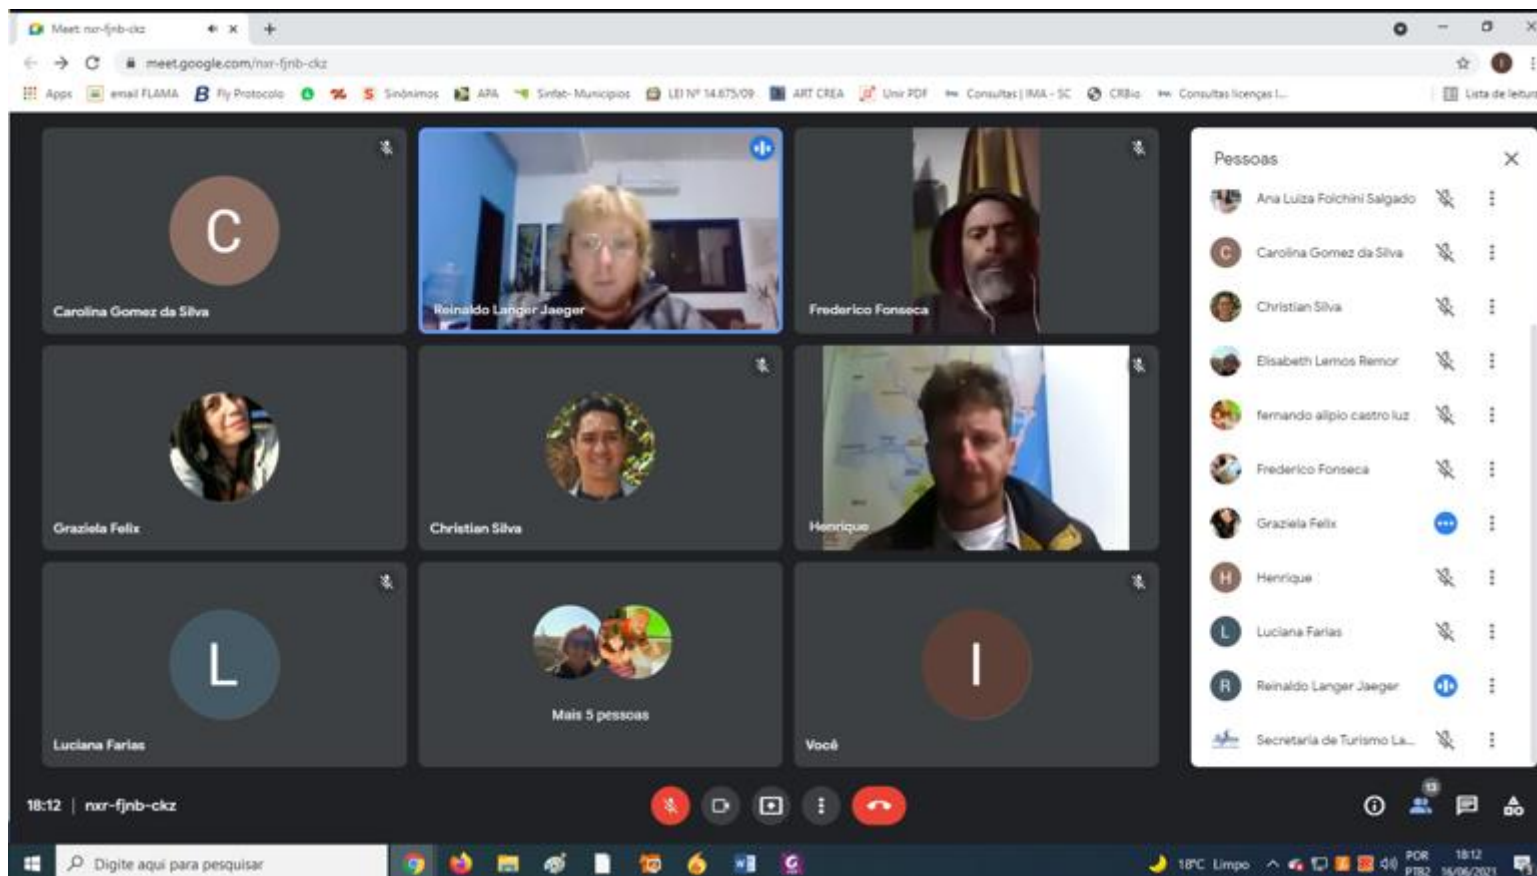 Meet: nxr-fjnb-ckz
meet.google.com/nxr-fjnb-ckz
Apps email FLAMA Fly Protocolo Sinônimos APA Sinfat- Municipios LEI Nº 14.675/09 ART CREA Unir PDF Consultas | IMA - SC CRBio Consultas licenças I... Lista de leitura
C
Carolina Gomez da Silva
Reinaldo Langer Jaeger
Frederico Fonseca
Graziela Felix
Christian Silva
Henrique
L
Luciana Farias
Mais 5 pessoas
I
Você
Pessoas
Ana Luiza Folchini Salgado
C Carolina Gomez da Silva
Christian Silva
Elisabeth Lemos Remor
fernando alipio castro luz
Frederico Fonseca
Graziela Felix
H Henrique
L Luciana Farias
R Reinaldo Langer Jaeger
Secretaria de Turismo La...
18:12 | nxr-fjnb-ckz
13
Digite aqui para pesquisar
18°C Limpo
POR 18:12
PTB2 16/06/2021